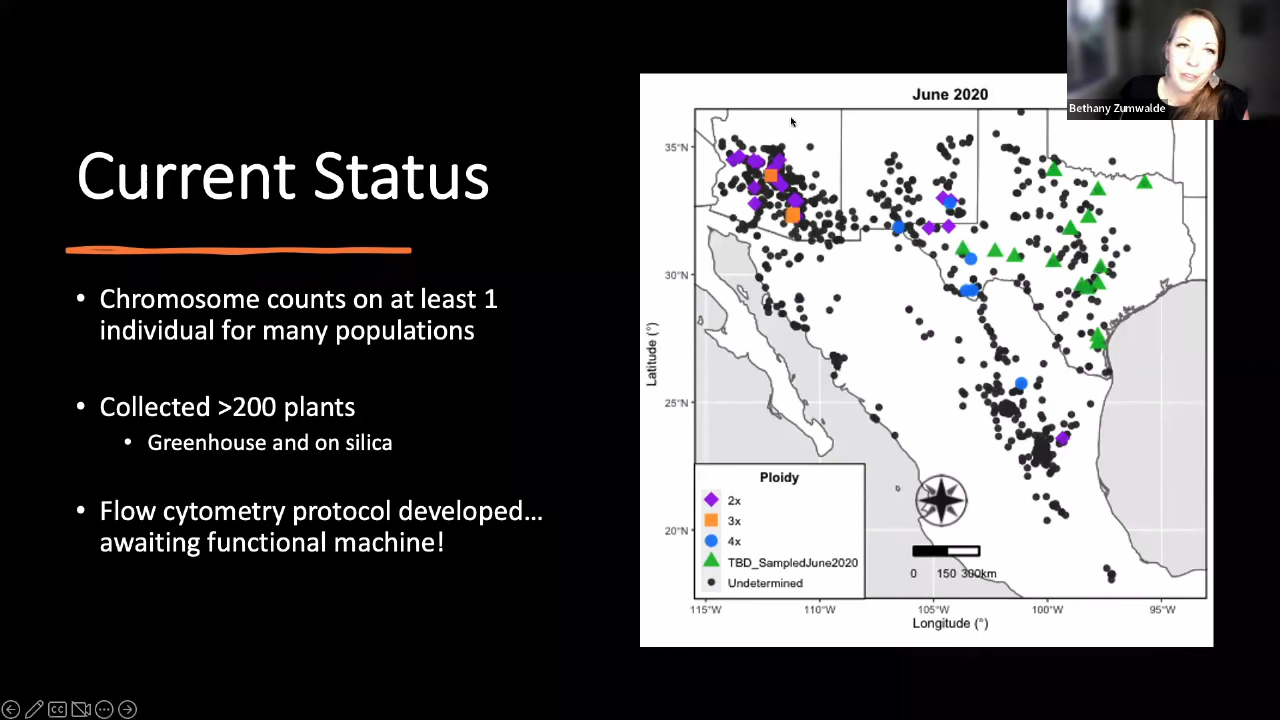 Current Status
• Chromosome counts on at least 1
individual for many populations
• Collected >200 plants
• Greenhouse and on silica
• Flow cytometry protocol developed...
awaiting functional machine!
June 2020
Bethany Zumwalde
35°N
30°N
25°N
20°N
Latitude (°)
Ploidy
2x
3x
4x
TBD_SampledJune2020
Undetermined
0 150 300km
115°W 110°W 105°W 100°W 95°W
Longitude (°)
CC